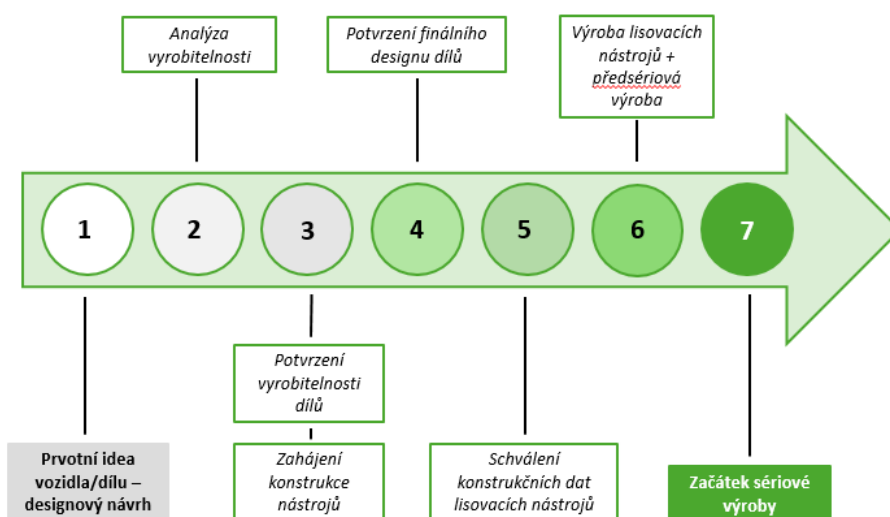 Analýza
vyrobitelnosti
Potvrzení finálního
designu dílů
Výroba lisovacích
nástrojů +
předsériová
výroba
1
2
3
4
5
6
7
Potvrzení
vyrobitelnosti
dílů
Prvotní idea
vozidla/dílu –
designový návrh
Zahájení
konstrukce
nástrojů
Schválení
konstrukčních dat
lisovacích nástrojů
Začátek sériové
výroby